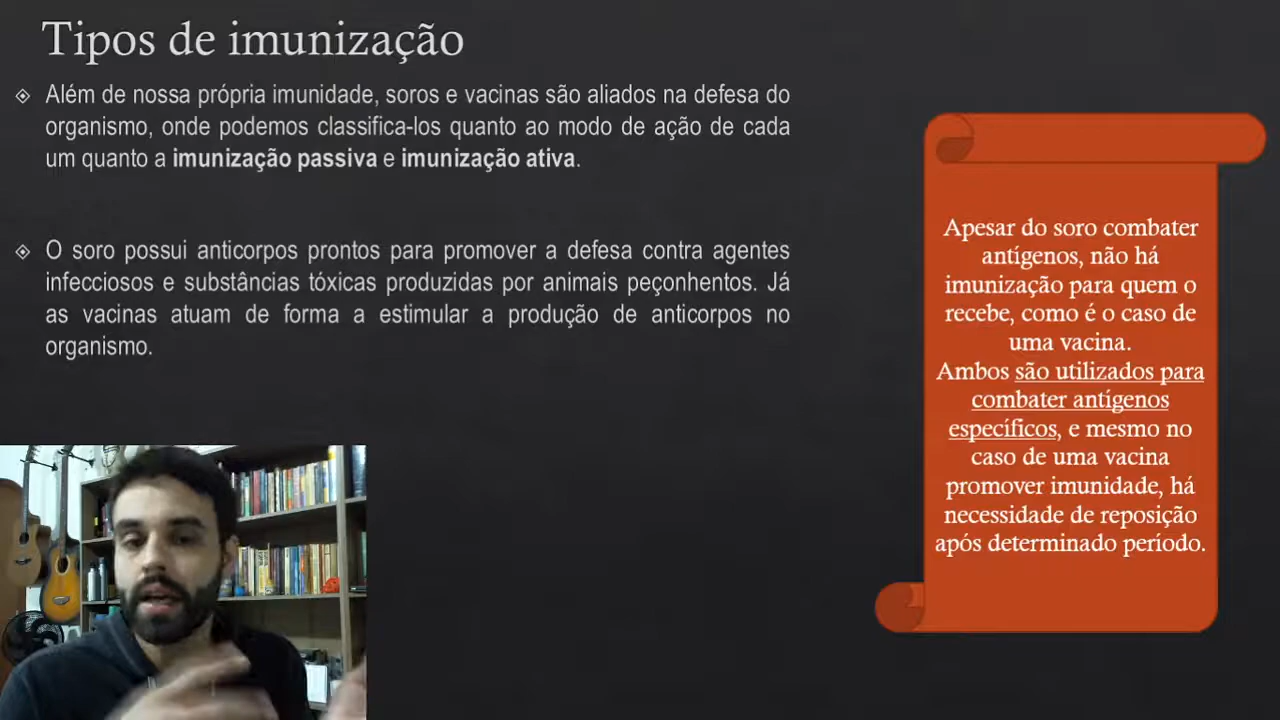 Tipos de imunização
Além de nossa própria imunidade, soros e vacinas são aliados na defesa do
organismo, onde podemos classifica-los quanto ao modo de ação de cada
um quanto a imunização passiva e imunização ativa.
O soro possui anticorpos prontos para promover a defesa contra agentes
infecciosos e substâncias tóxicas produzidas por animais peçonhentos. Já
as vacinas atuam de forma a estimular a produção de anticorpos no
organismo.
Apesar do soro combater
antígenos, não há
imunização para quem o
recebe, como é o caso de
uma vacina.
Ambos são utilizados para
combater antígenos
específicos, e mesmo no
caso de uma vacina
promover imunidade, há
necessidade de reposição
após determinado período.